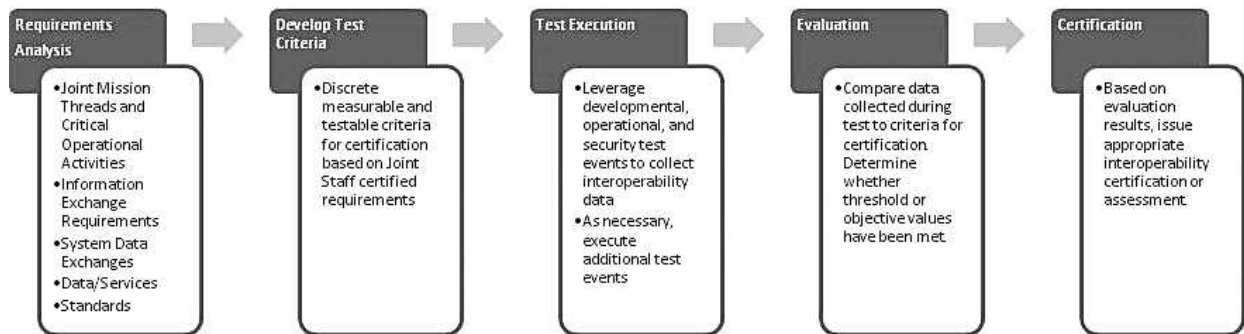 Requirements
Analysis
•Joint Mission
Threads and
Critical
Operational
Activities
•Information
Exchange
Requirements
•System Data
Exchanges
•Data/Services
•Standards
Develop Test
Criteria
•Discrete
measurable and
testable criteria
for certification
based on Joint
Staff certified
requirements
Test Execution
•Leverage
developmental,
operational, and
security test
events to collect
interoperability
data
•As necessary,
execute
additional test
events
Evaluation
•Compare data
collected during
test to criteria for
certification.
Determine
whether
threshold or
objective values
have been met.
Certification
•Based on
evaluation
results, issue
appropriate
interoperability
certification or
assessment.